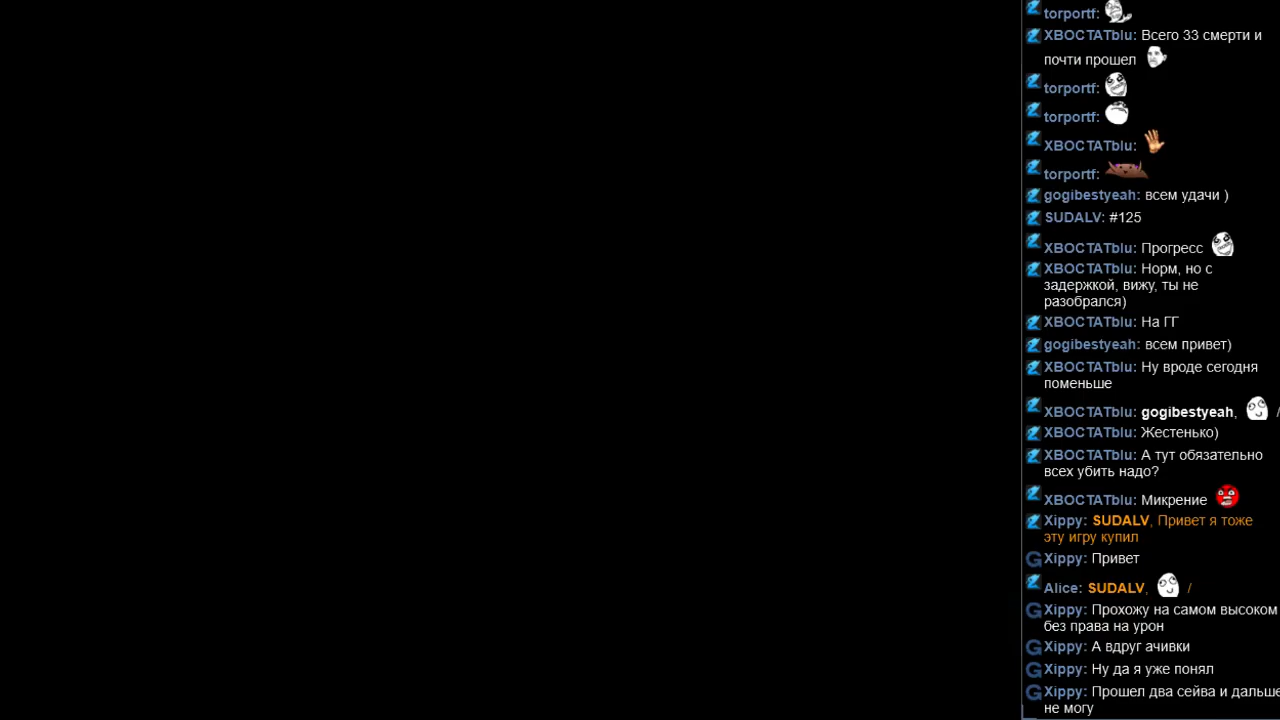 torportf:
XBOCTATblu: Всего 33 смерти и
почти прошел
torportf:
torportf:
XBOCTATblu:
torportf:
gogibestyeah: всем удачи )
SUDALV: #125
XBOCTATblu: Прогресс
XBOCTATblu: Норм, но с
задержкой, вижу, ты не
разобрался)
XBOCTATblu: На ГГ
gogibestyeah: всем привет)
XBOCTATblu: Ну вроде сегодня
поменьше
XBOCTATblu: gogibestyeah, /
XBOCTATblu: Жестенько)
XBOCTATblu: А тут обязательно
всех убить надо?
XBOCTATblu: Микрение
Xippy: SUDALV, Привет я тоже
эту игру купил
Xippy: Привет
Alice: SUDALV, /
Xippy: Прохожу на самом высоком
без права на урон
Xippy: А вдруг ачивки
Xippy: Ну да я уже понял
Xippy: Прошел два сейва и дальше
не могу